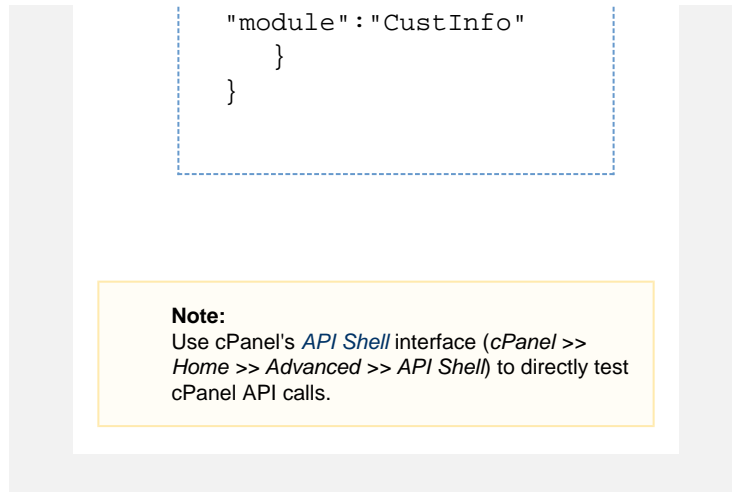 "module":"CustInfo"
   }
}
Note:
Use cPanel's API Shell interface (cPanel >>
Home >> Advanced >> API Shell) to directly test
cPanel API calls.